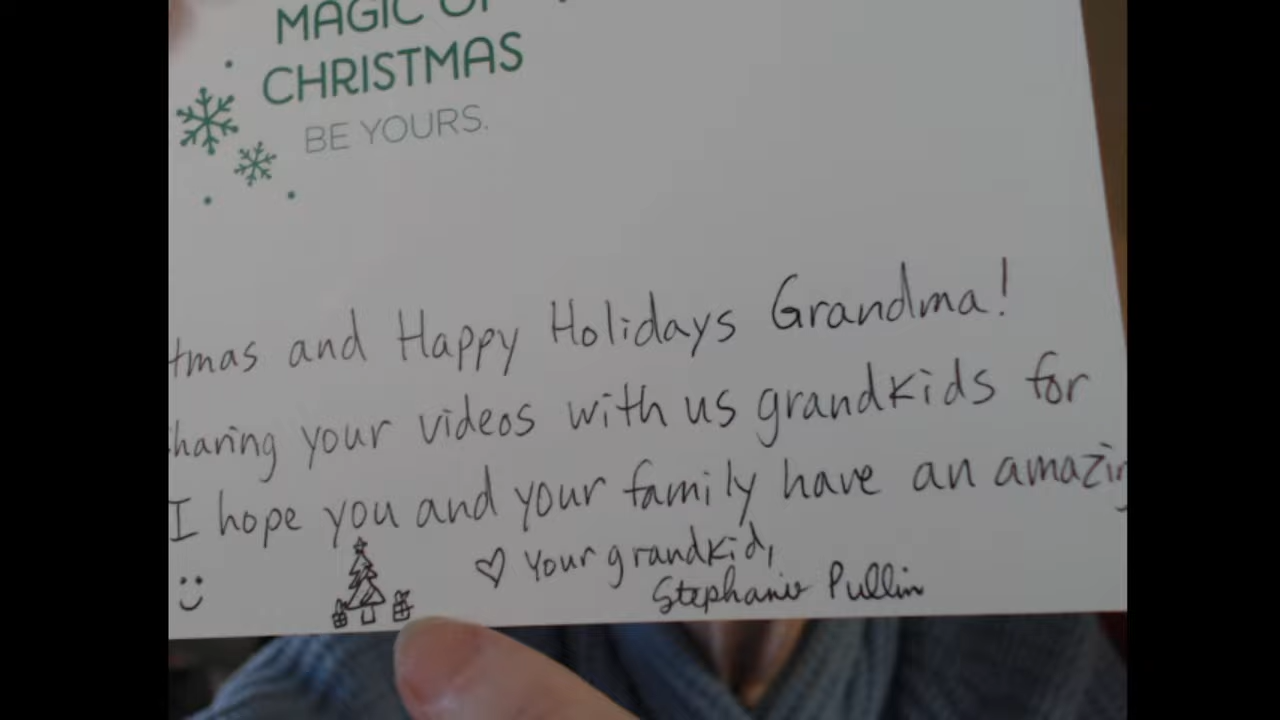 MAGIC OF
CHRISTMAS
BE YOURS.
tmas and Happy Holidays Grandma!
haring your videos with us grandkids for
I hope you and your family have an amazin
♡ Your grandkid,
Stephanie Pullin